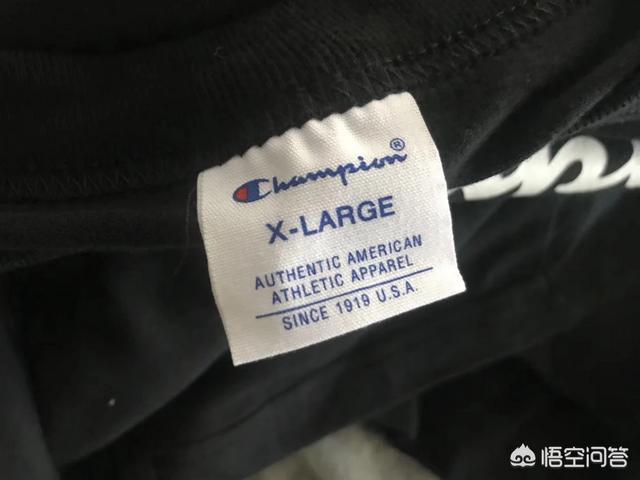 Champion®
X-LARGE
AUTHENTIC AMERICAN
ATHLETIC APPAREL
SINCE 1919 U.S.A.
悟空问答